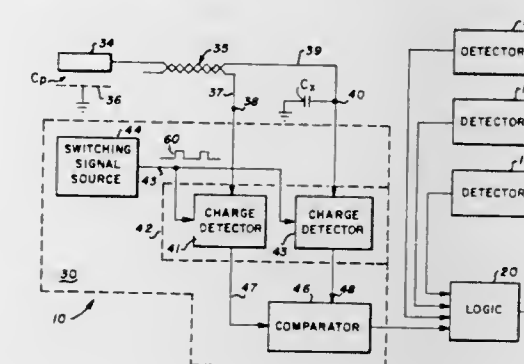 34
35
39
DETECTOR
Cp
36
37
38
Cx
40
44
60
DETECTOR
SWITCHING
SIGNAL
SOURCE
43
DETECTOR
42
CHARGE
DETECTOR
41
CHARGE
DETECTOR
43
30
10
47
46
48
COMPARATOR
20
LOGIC